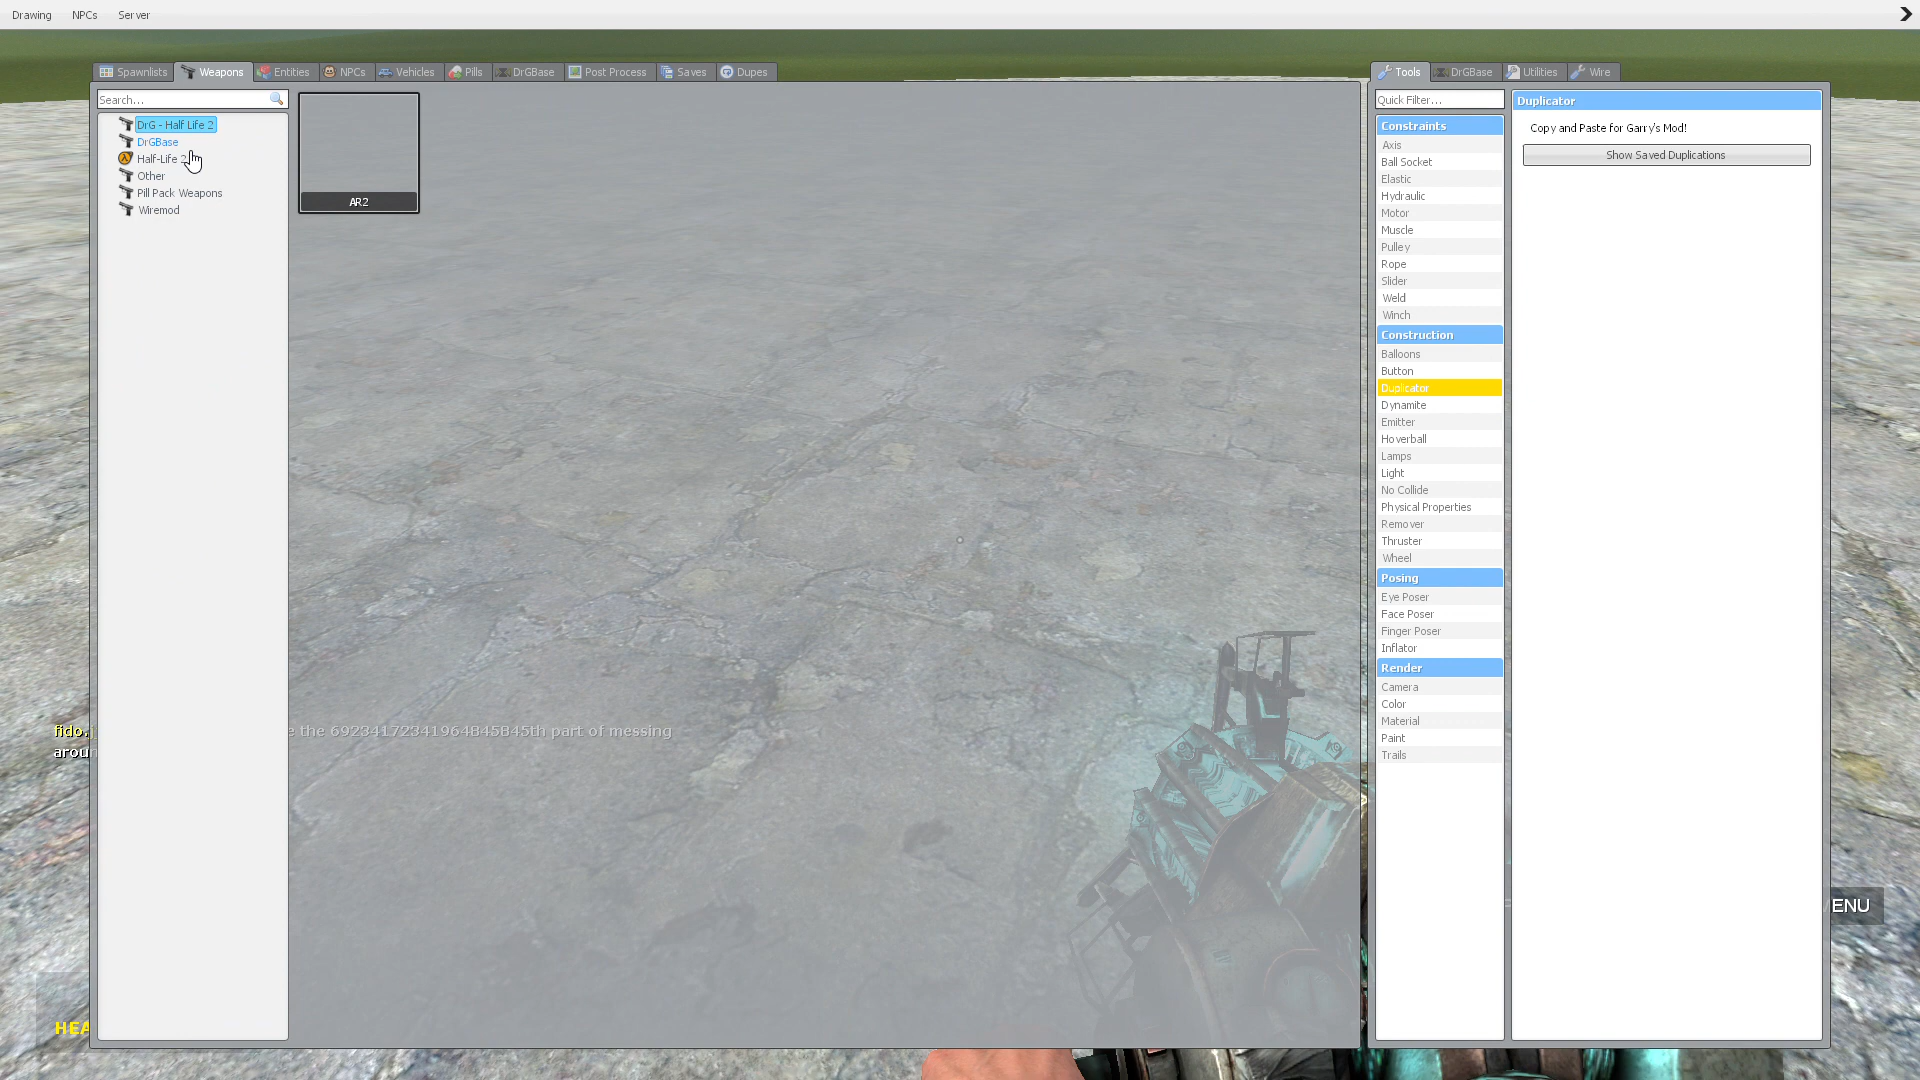 Drawing NPCs Server
Spawnlists Weapons Entities NPCs Vehicles Pills DrGBase Post Process Saves Dupes
Search...
DrG - Half Life 2
DrGBase
Half-Life 2
Other
Pill Pack Weapons
Wiremod
AR2
fido.
e the 69234172341964845845th part of messing
arou
HEA
Tools DrGBase Utilities Wire
Quick Filter...
Constraints
Axis
Ball Socket
Elastic
Hydraulic
Motor
Muscle
Pulley
Rope
Slider
Weld
Winch
Construction
Balloons
Button
Duplicator
Dynamite
Emitter
Hoverball
Lamps
Light
No Collide
Physical Properties
Remover
Thruster
Wheel
Posing
Eye Poser
Face Poser
Finger Poser
Inflator
Render
Camera
Color
Material
Paint
Trails
Duplicator
Copy and Paste for Garry's Mod!
Show Saved Duplications
ENU